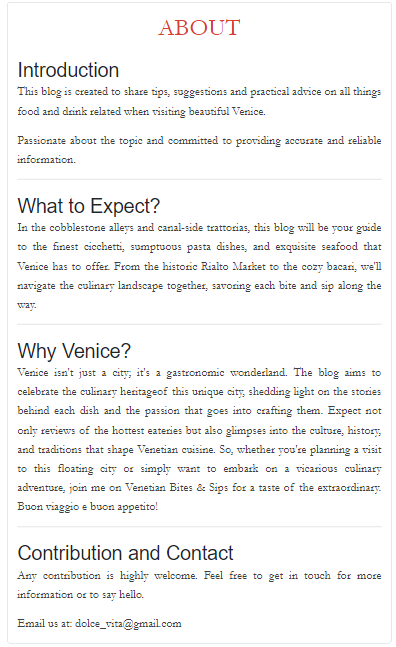 ABOUT
Introduction
This blog is created to share tips, suggestions and practical advice on all things
food and drink related when visiting beautiful Venice.
Passionate about the topic and committed to providing accurate and reliable
information.
What to Expect?
In the cobblestone alleys and canal-side trattorias, this blog will be your guide
to the finest cicchetti, sumptuous pasta dishes, and exquisite seafood that
Venice has to offer. From the historic Rialto Market to the cozy bacari, we'll
navigate the culinary landscape together, savoring each bite and sip along the
way.
Why Venice?
Venice isn't just a city; it's a gastronomic wonderland. The blog aims to
celebrate the culinary heritageof this unique city, shedding light on the stories
behind each dish and the passion that goes into crafting them. Expect not
only reviews of the hottest eateries but also glimpses into the culture, history,
and traditions that shape Venetian cuisine. So, whether you're planning a visit
to this floating city or simply want to embark on a vicarious culinary
adventure, join me on Venetian Bites & Sips for a taste of the extraordinary.
Buon viaggio e buon appetito!
Contribution and Contact
Any contribution is highly welcome. Feel free to get in touch for more
information or to say hello.
Email us at: dolce_vita@gmail.com